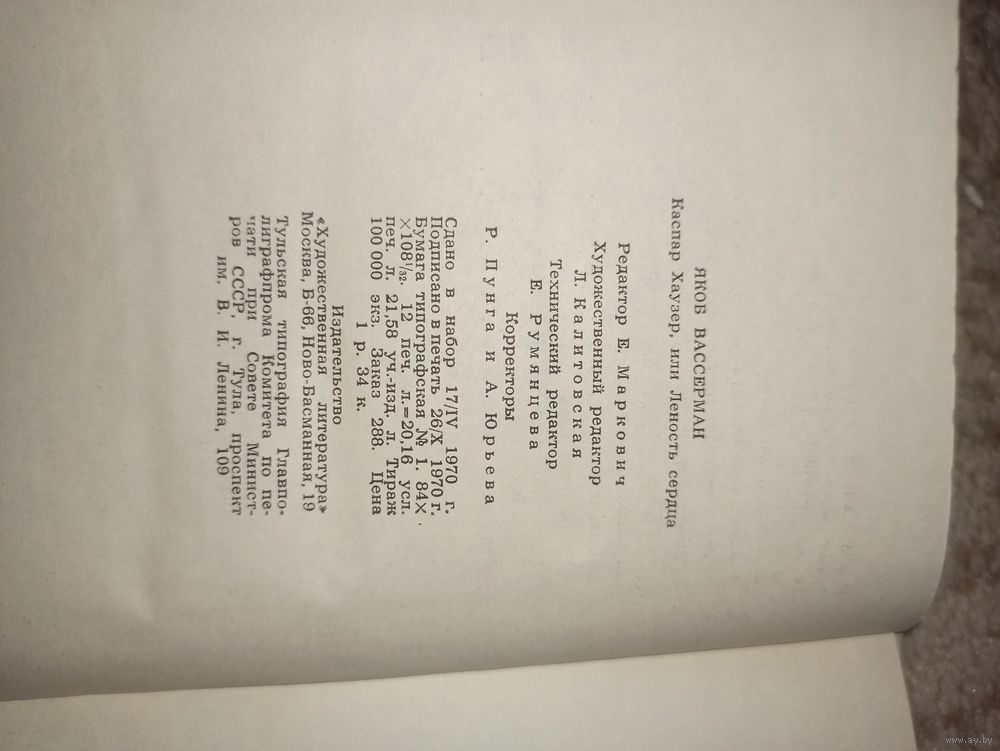 ЯКОБ ВАССЕРМАН
Каспар Хаузер, или Леность сердца
Редактор Е. Маркович
Художественный редактор
Л. Калитовская
Технический редактор
Е. Румянцева
Корректоры
Р. Пунга и А. Юрьева
Сдано в набор 17/IV 1970 г.
Подписано в печать 26/X 1970 г.
Бумага типографская № 1. 84×
×108¹/₃₂. 12 печ. л.=20,16 усл.
печ. л. 21,58 уч.-изд. л. Тираж
100 000 экз. Заказ 288. Цена
1 р. 34 к.
Издательство
«Художественная литература»
Москва, Б-66, Ново-Басманная, 19
Тульская типография Главпо-
лиграфпрома Комитета по пе-
чати при Совете Минист-
ров СССР, г. Тула, проспект
им. В. И. Ленина, 109
www.ay.by